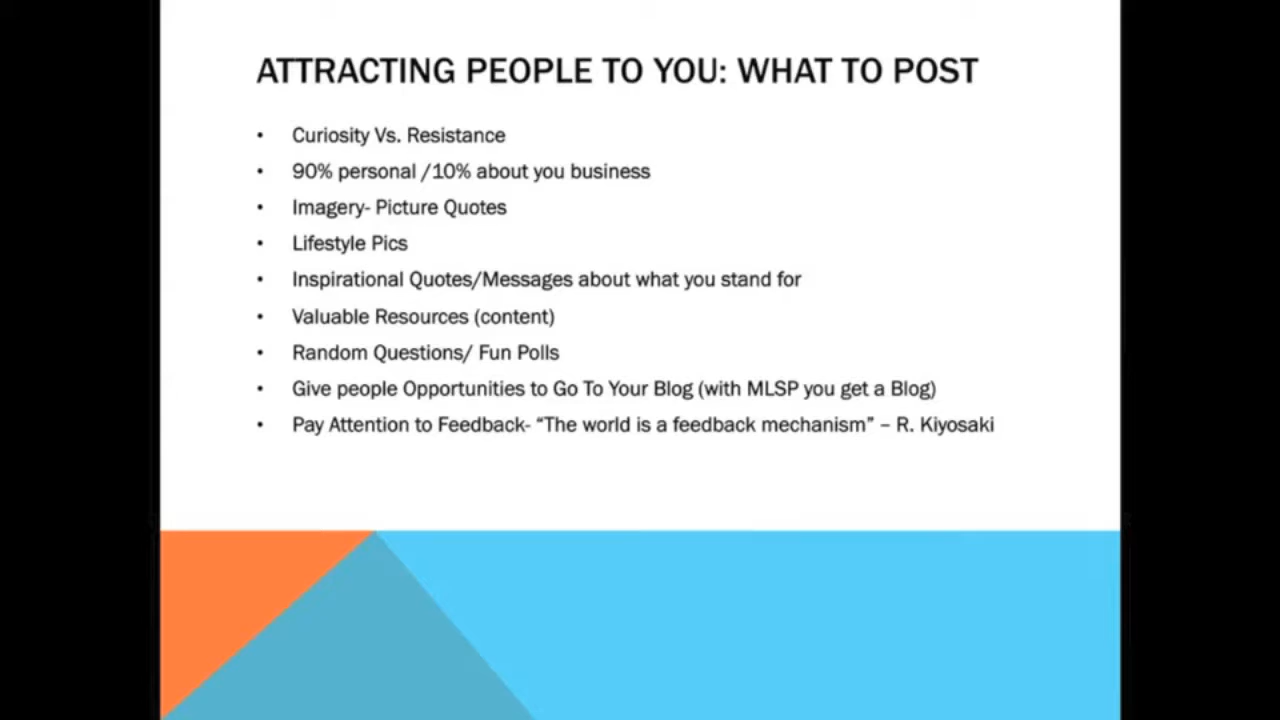 ATTRACTING PEOPLE TO YOU: WHAT TO POST
• Curiosity Vs. Resistance
• 90% personal /10% about you business
• Imagery- Picture Quotes
• Lifestyle Pics
• Inspirational Quotes/Messages about what you stand for
• Valuable Resources (content)
• Random Questions/ Fun Polls
• Give people Opportunities to Go To Your Blog (with MLSP you get a Blog)
• Pay Attention to Feedback- “The world is a feedback mechanism” – R. Kiyosaki